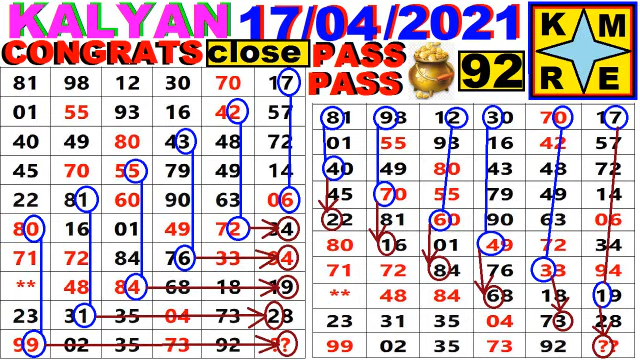 KALYAN 17/04/2021
CONGRATS close PASS
PASS
92
K M
R E
81 98 12 30 70 17
01 55 93 16 42 57
40 49 80 43 48 72
45 70 55 79 49 14
22 81 60 90 63 06
80 16 01 49 72 34
71 72 84 76 33 94
** 48 84 68 18 19
23 31 35 04 73 28
99 02 35 73 92 ??
81 98 12 30 70 17
01 55 93 16 42 57
40 49 80 43 48 72
45 70 55 79 49 14
22 81 60 90 63 06
80 16 01 49 72 34
71 72 84 76 33 94
** 48 84 68 18 19
23 31 35 04 73 28
99 02 35 73 92 ??